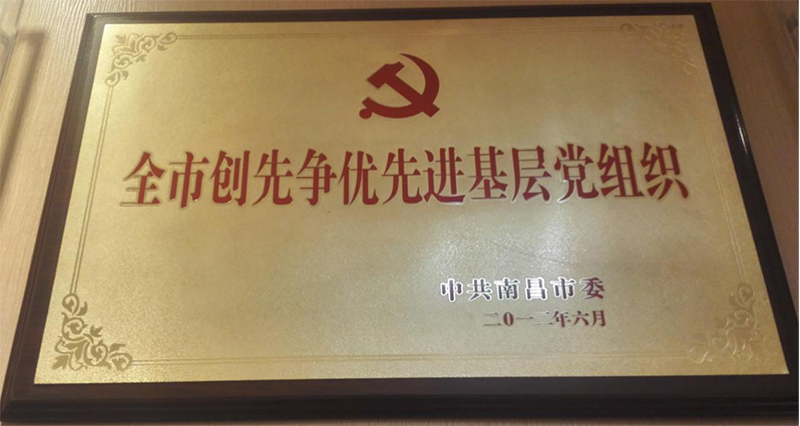 全市创先争优先进基层党组织
中共南昌市委
二0一二年六月